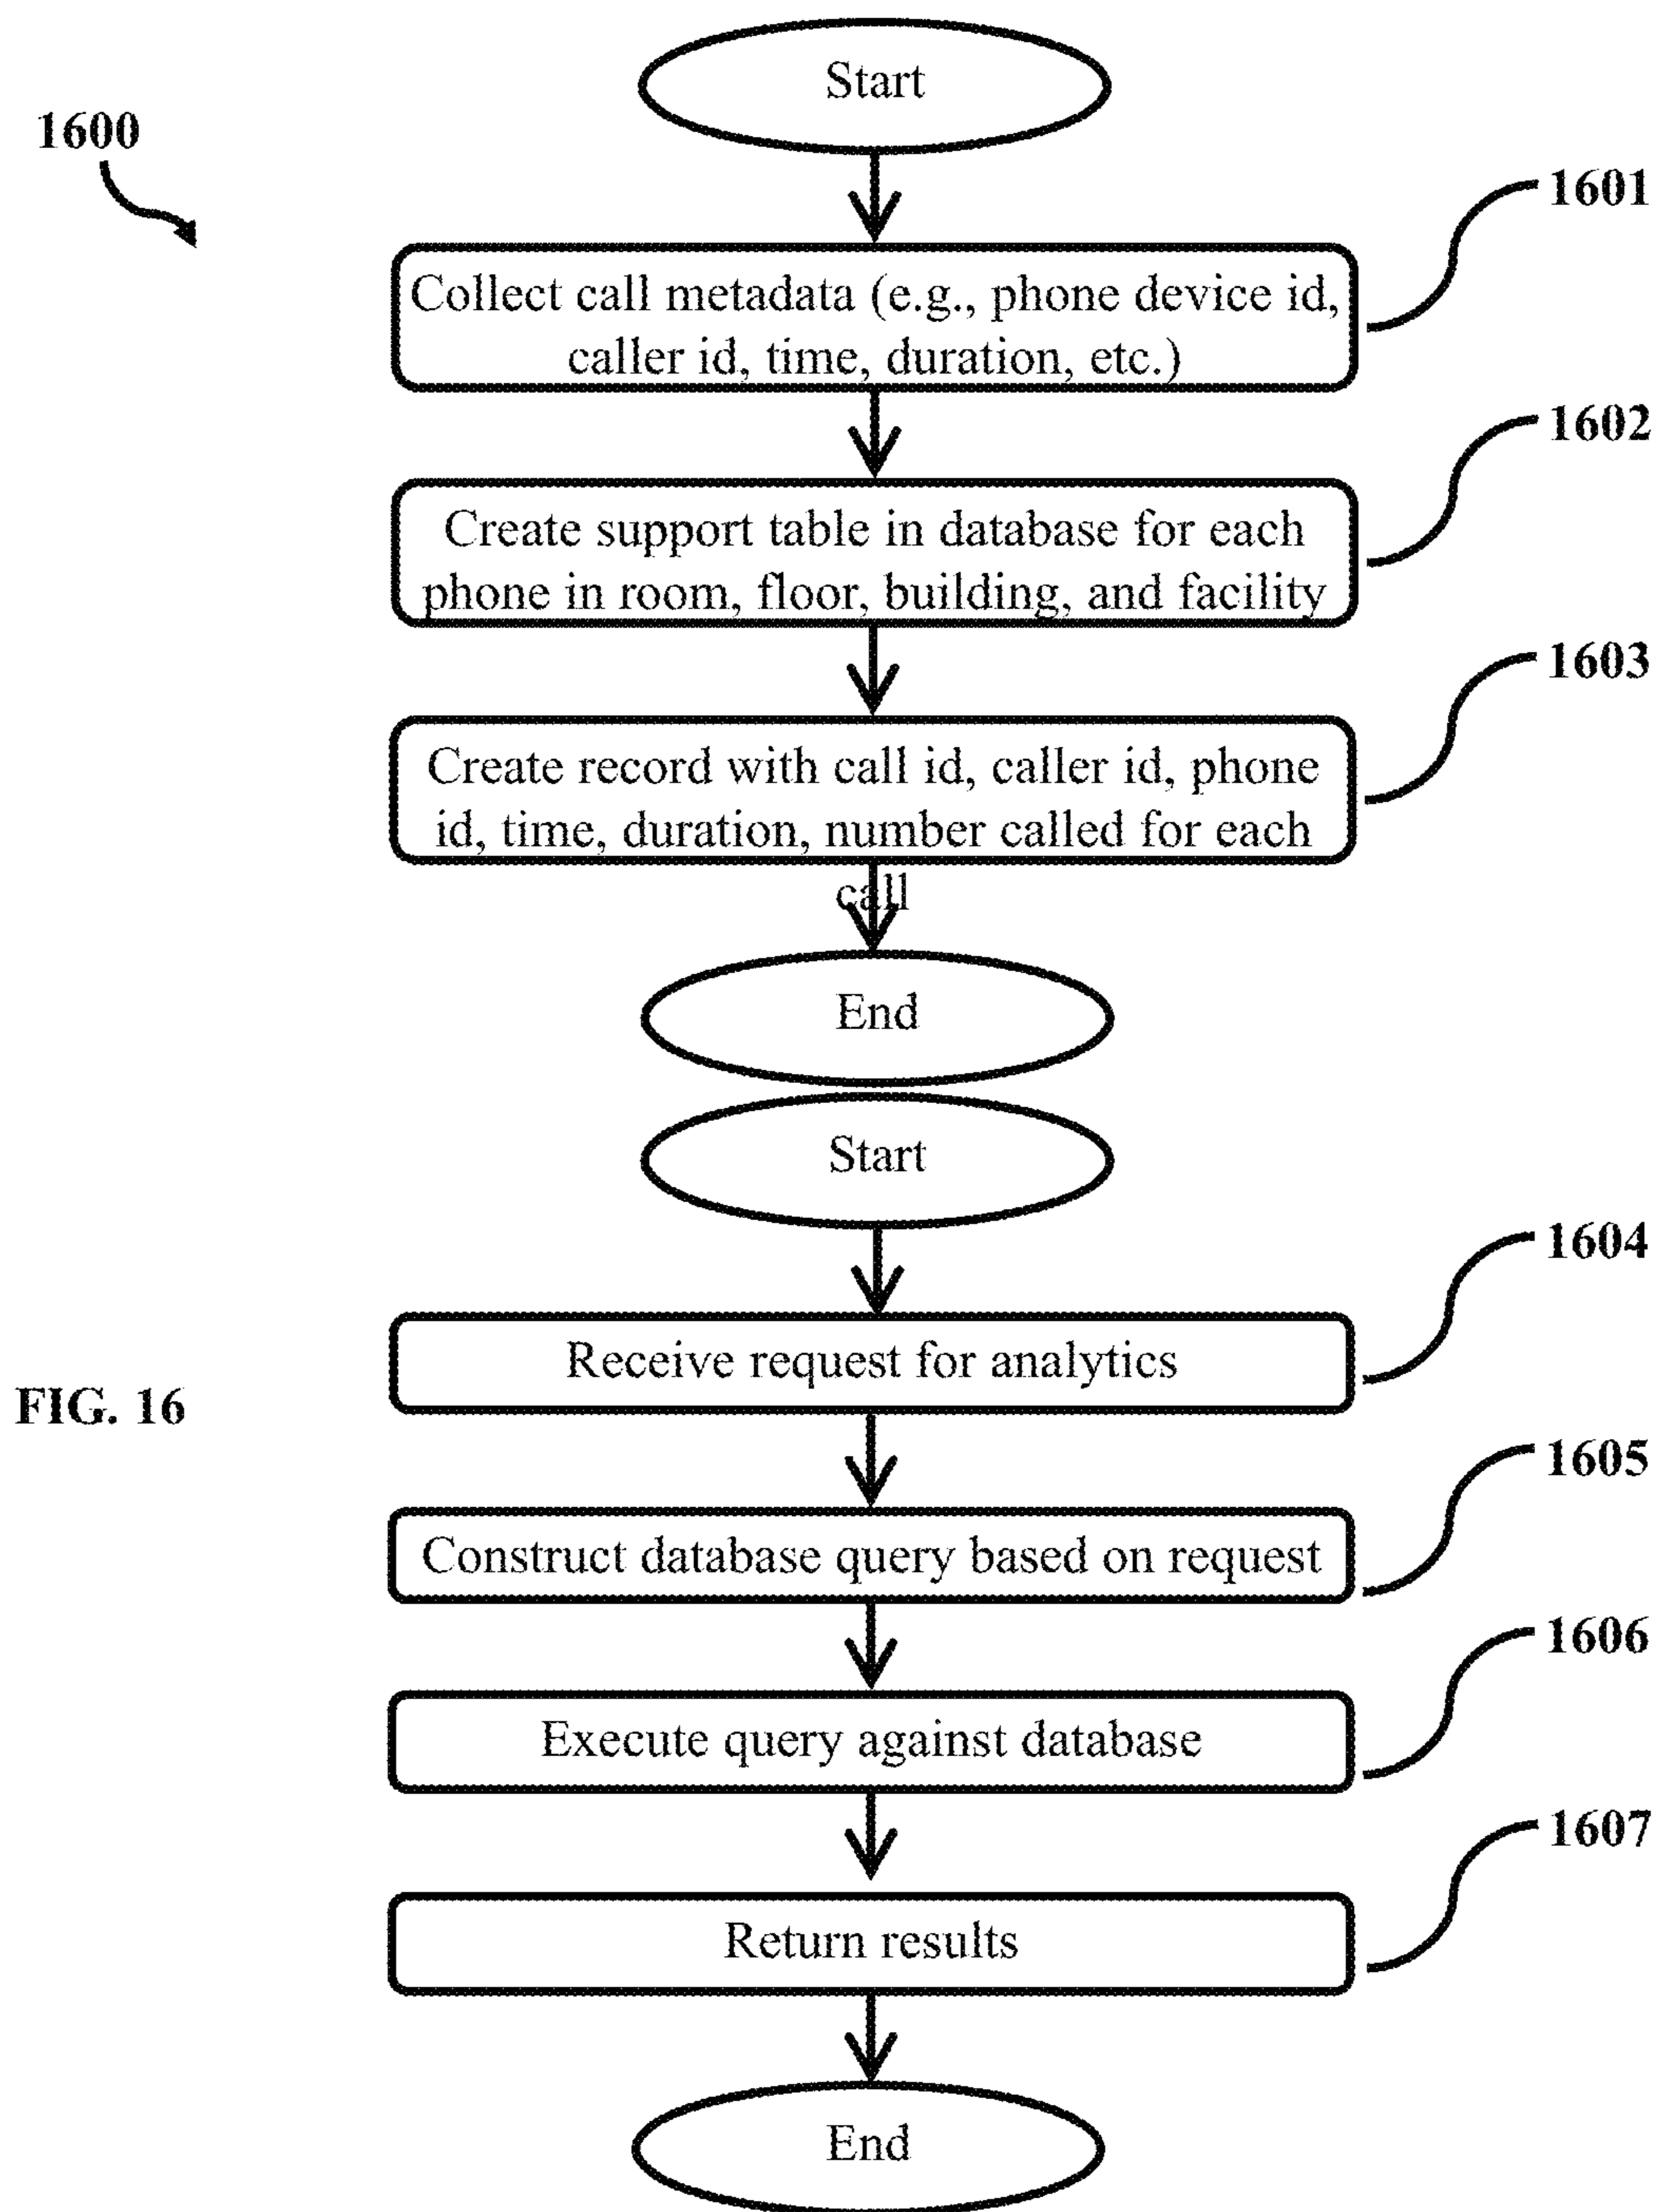 Start
1600
1601
Collect call metadata (e.g., phone device id,
caller id, time, duration, etc.)
1602
Create support table in database for each
phone in room, floor, building, and facility
1603
Create record with call id, caller id, phone
id, time, duration, number called for each
call
End
Start
1604
Receive request for analytics
FIG. 16
1605
Construct database query based on request
1606
Execute query against database
1607
Return results
End